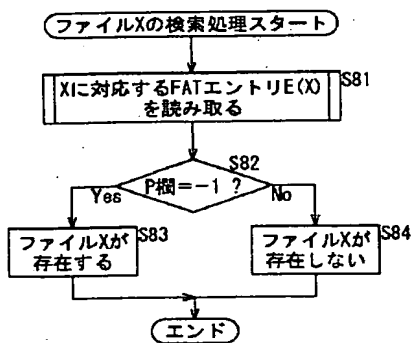 ファイルXの検索処理スタート
Xに対応するFATエントリE(X)
を読み取る
S81
P欄=-1 ?
S82
Yes
No
ファイルXが
存在する
S83
ファイルXが
存在しない
S84
エンド